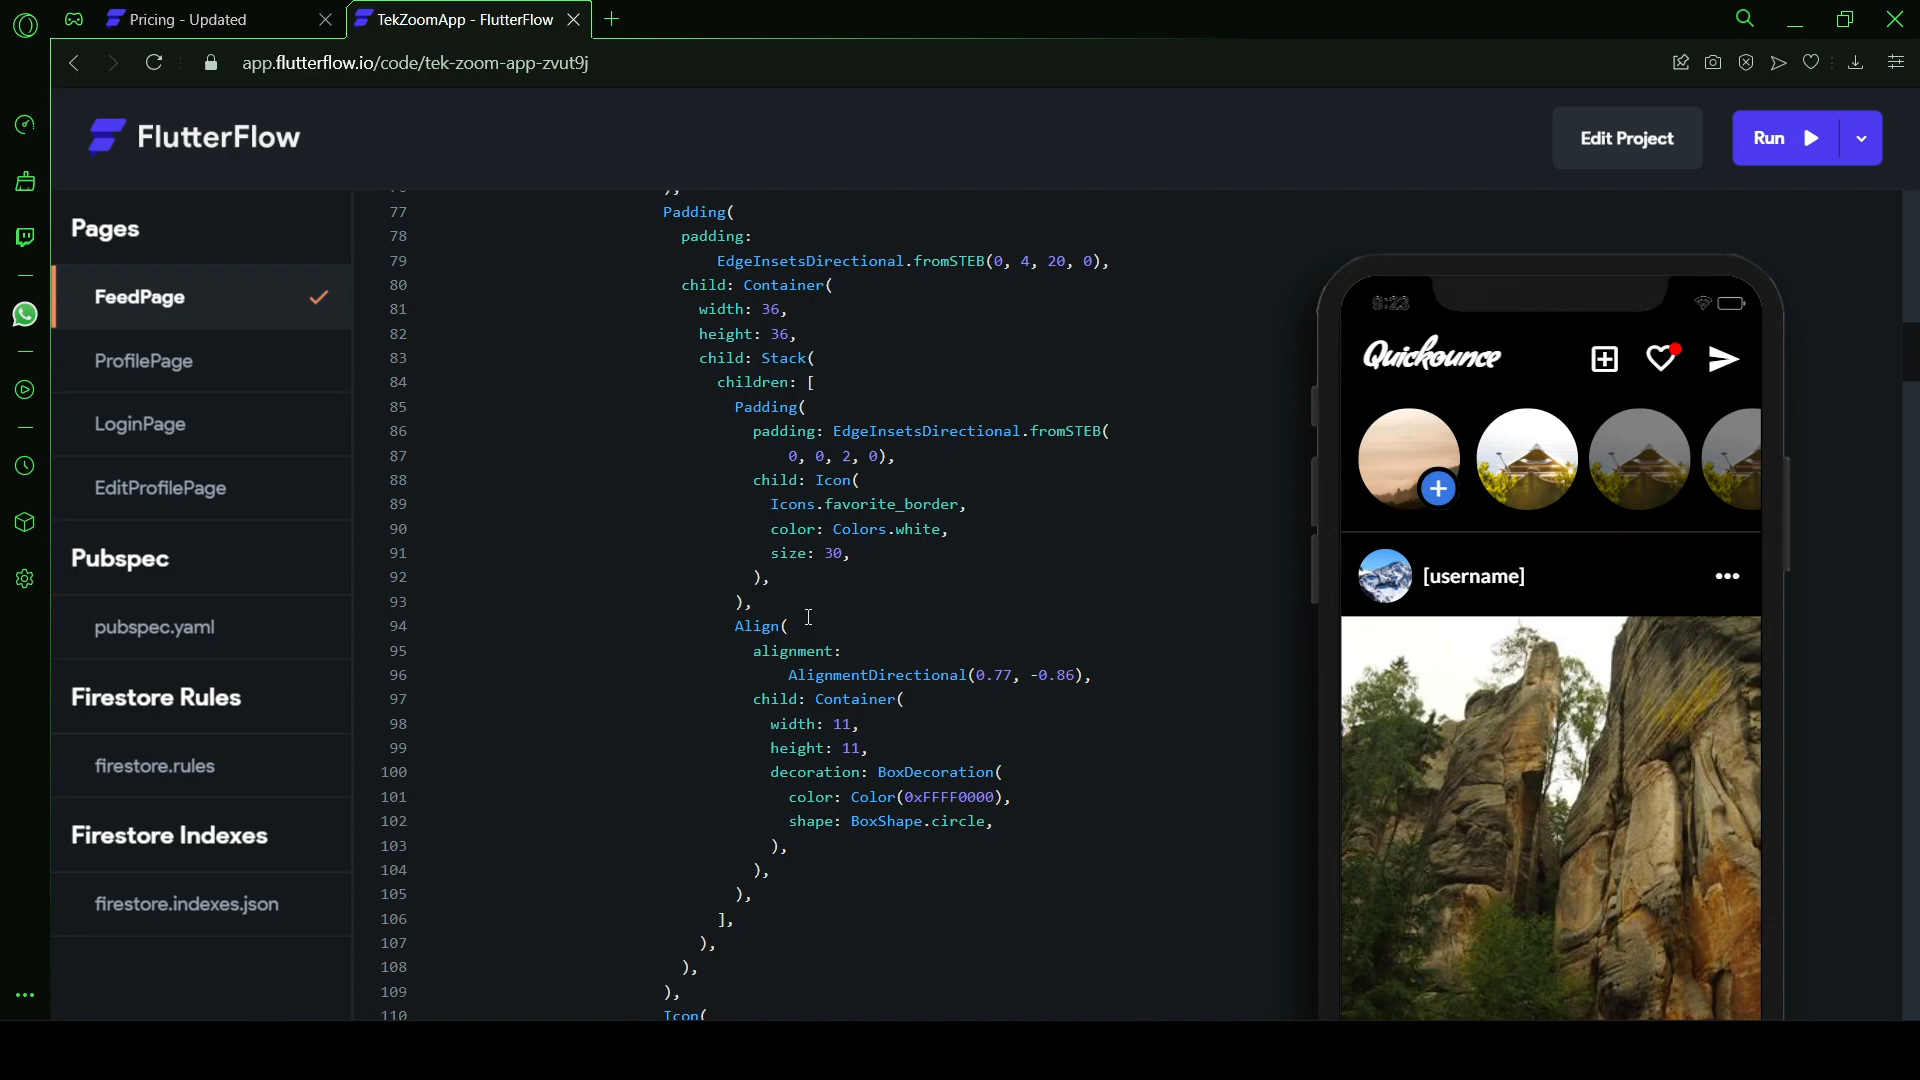 Pricing - Updated
TekZoomApp - FlutterFlow
app.flutterflow.io/code/tek-zoom-app-zvut9j
FlutterFlow
Edit Project
Run
Pages
FeedPage
ProfilePage
LoginPage
EditProfilePage
Pubspec
pubspec.yaml
Firestore Rules
firestore.rules
Firestore Indexes
firestore.indexes.json
),
77 Padding(
78 padding:
79 EdgeInsetsDirectional.fromSTEB(0, 4, 20, 0),
80 child: Container(
81 width: 36,
82 height: 36,
83 child: Stack(
84 children: [
85 Padding(
86 padding: EdgeInsetsDirectional.fromSTEB(
87 0, 0, 2, 0),
88 child: Icon(
89 Icons.favorite_border,
90 color: Colors.white,
91 size: 30,
92 ),
93 ),
94 Align(
95 alignment:
96 AlignmentDirectional(0.77, -0.86),
97 child: Container(
98 width: 11,
99 height: 11,
100 decoration: BoxDecoration(
101 color: Color(0xFFFF0000),
102 shape: BoxShape.circle,
103 ),
104 ),
105 ),
106 ],
107 ),
108 ),
109 ),
110 Icon(
9:23
Quickounce
[username]